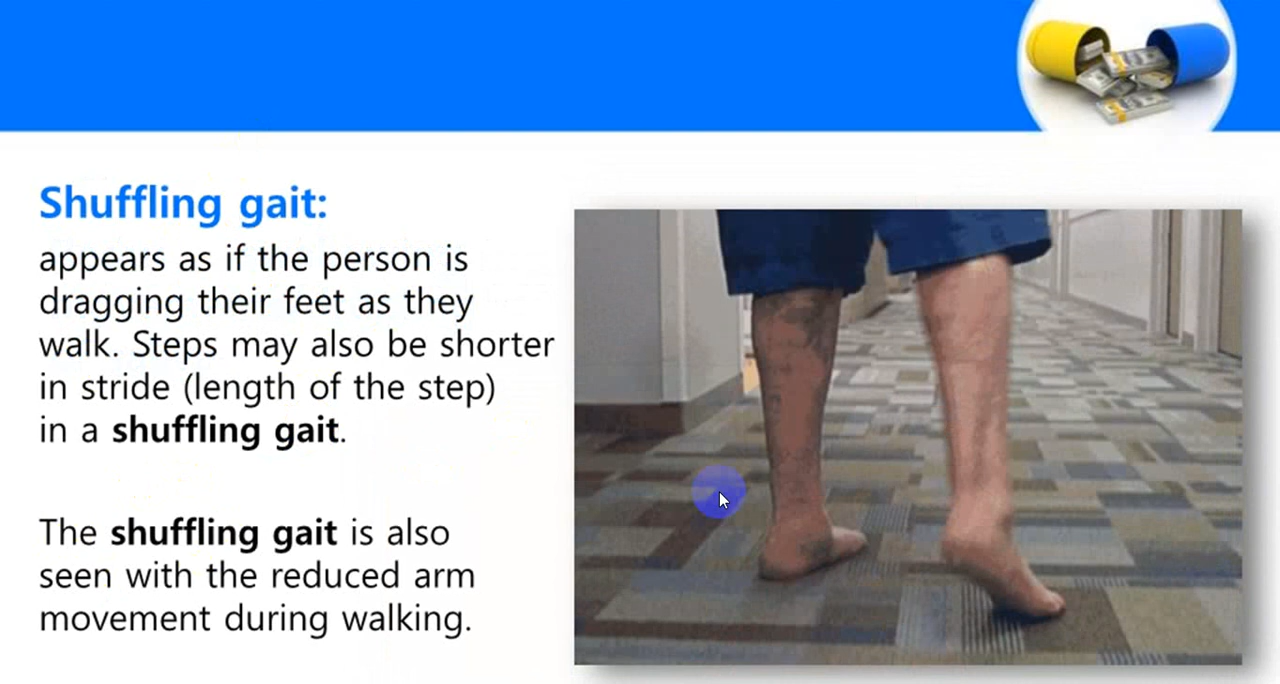 Shuffling gait:
appears as if the person is
dragging their feet as they
walk. Steps may also be shorter
in stride (length of the step)
in a shuffling gait.
The shuffling gait is also
seen with the reduced arm
movement during walking.